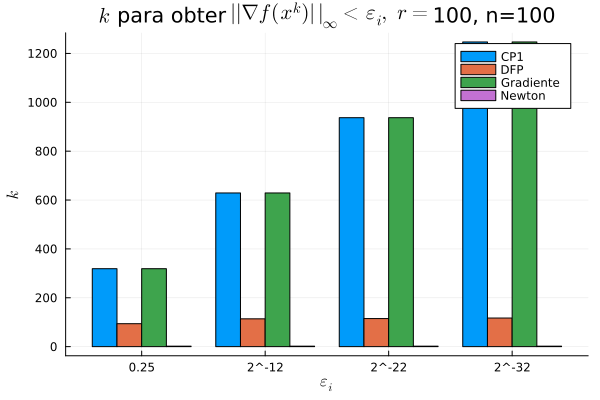 k para obter ||∇f(x^k)||_∞ < ε_i, r = 100, n=100
1200
1000
800
600
400
200
0
k
CP1
DFP
Gradiente
Newton
0.25 2^-12 2^-22 2^-32
ε_i